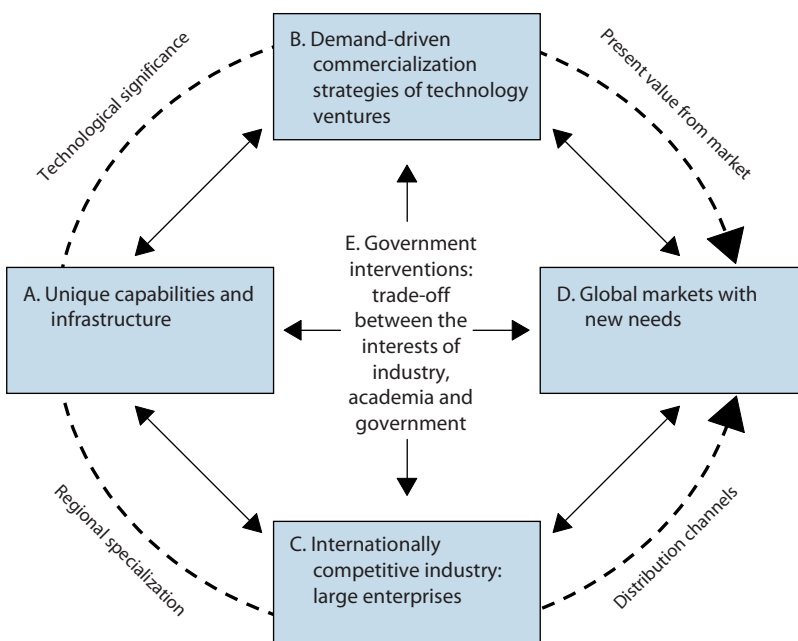 Technological significance
B. Demand-driven
commercialization
strategies of technology
ventures
Present value from market
A. Unique capabilities and
infrastructure
E. Government
interventions:
trade-off
between the
interests of
industry,
academia and
government
D. Global markets with
new needs
Regional specialization
C. Internationally
competitive industry:
large enterprises
Distribution channels